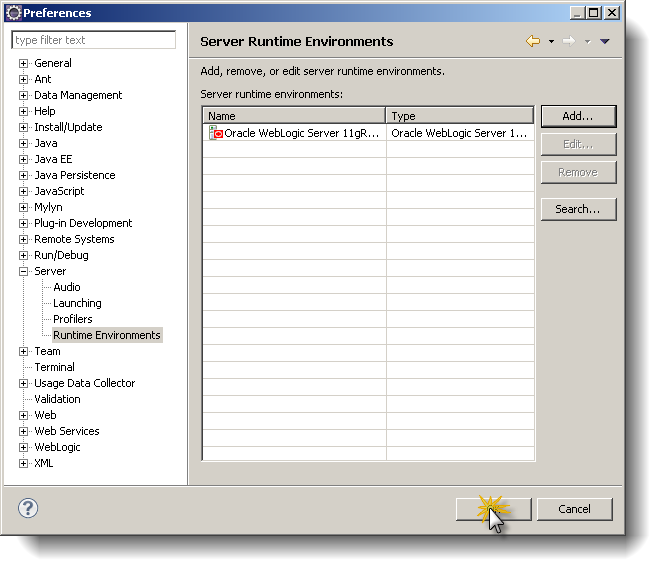 Preferences
type filter text
General
Ant
Data Management
Help
Install/Update
Java
Java EE
Java Persistence
JavaScript
Mylyn
Plug-in Development
Remote Systems
Run/Debug
Server
Audio
Launching
Profilers
Runtime Environments
Team
Terminal
Usage Data Collector
Validation
Web
Web Services
WebLogic
XML
Server Runtime Environments
Add, remove, or edit server runtime environments.
Server runtime environments:
Name Type
Oracle WebLogic Server 11gR... Oracle WebLogic Server 1...
Add...
Edit...
Remove
Search...
Cancel